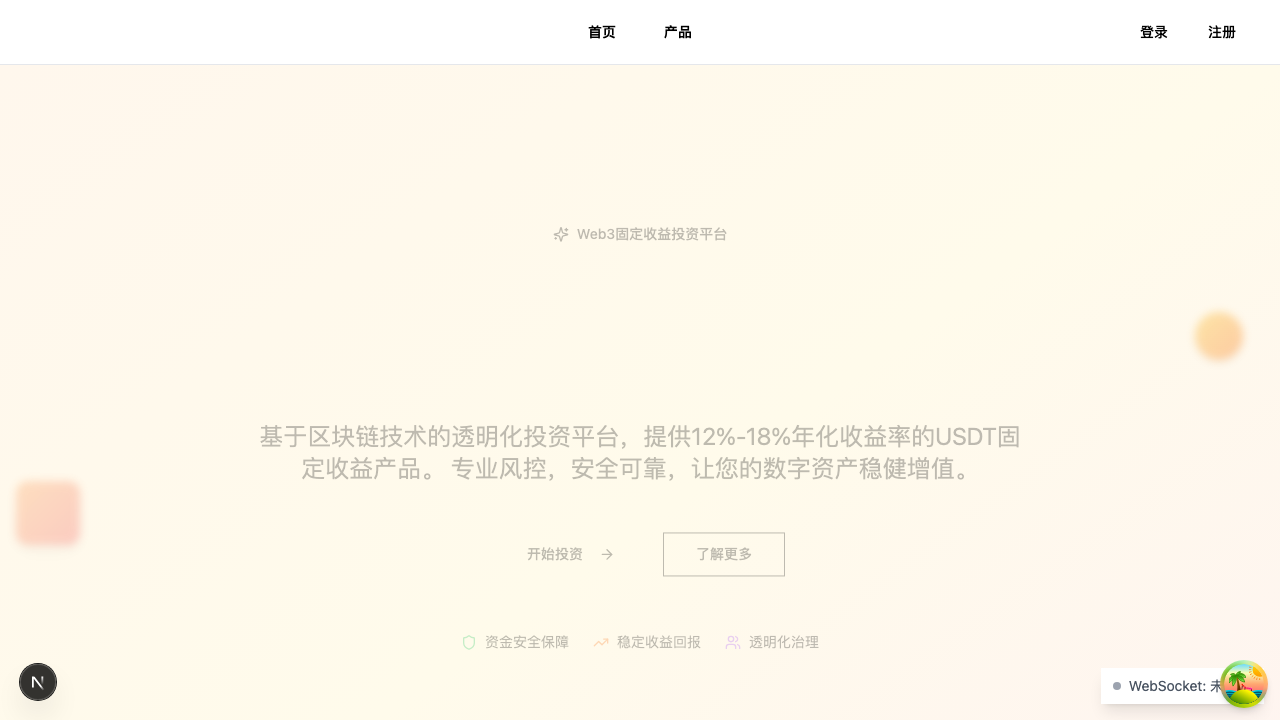 首页
产品
登录
注册
Web3固定收益投资平台
基于区块链技术的透明化投资平台，提供12%-18%年化收益率的USDT固
定收益产品。 专业风控，安全可靠，让您的数字资产稳健增值。
开始投资
了解更多
资金安全保障
稳定收益回报
透明化治理
N
WebSocket: 未